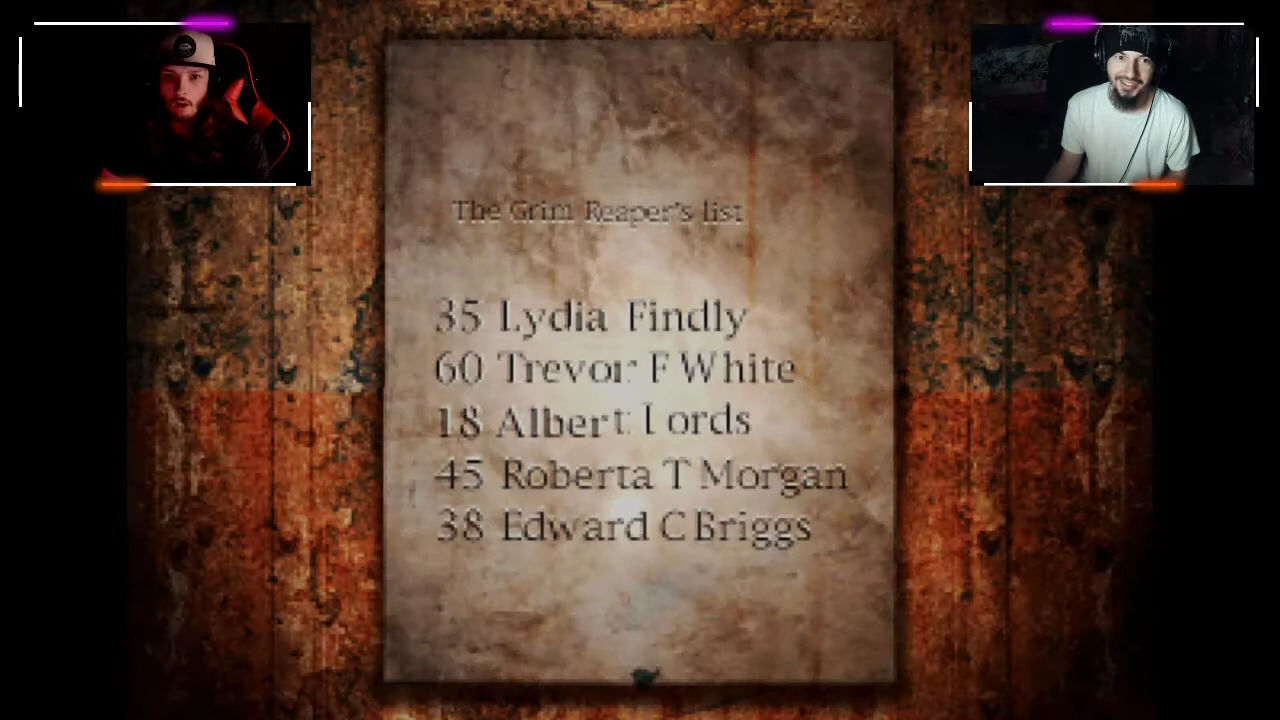 The Grim Reaper's list
35 Lydia Findly
60 Trevor F White
18 Albert Lords
45 Roberta T Morgan
38 Edward C Briggs